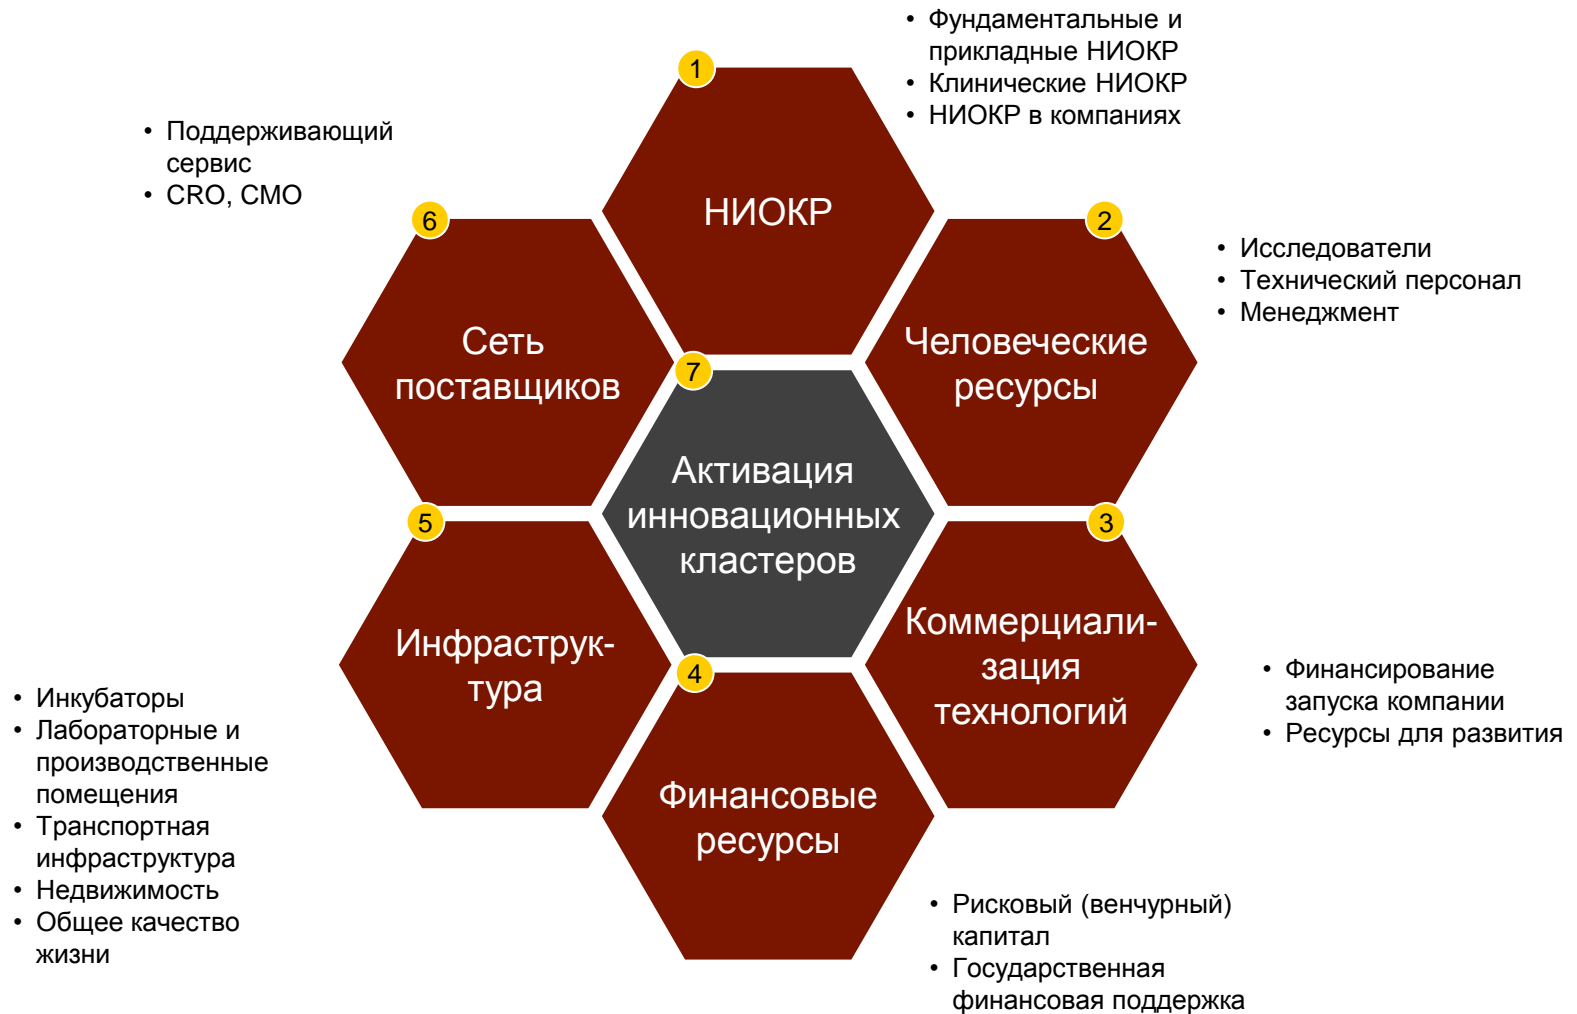 • Фундаментальные и
прикладные НИОКР
• Клинические НИОКР
• НИОКР в компаниях
1
НИОКР
2
Человеческие
ресурсы
• Исследователи
• Технический персонал
• Менеджмент
3
Коммерциали-
зация
технологий
• Финансирование
запуска компании
• Ресурсы для развития
4
Финансовые
ресурсы
• Рисковый (венчурный)
капитал
• Государственная
финансовая поддержка
5
Инфраструк-
тура
• Инкубаторы
• Лабораторные и
производственные
помещения
• Транспортная
инфраструктура
• Недвижимость
• Общее качество
жизни
6
Сеть
поставщиков
• Поддерживающий
сервис
• CRO, CMO
7
Активация
инновационных
кластеров